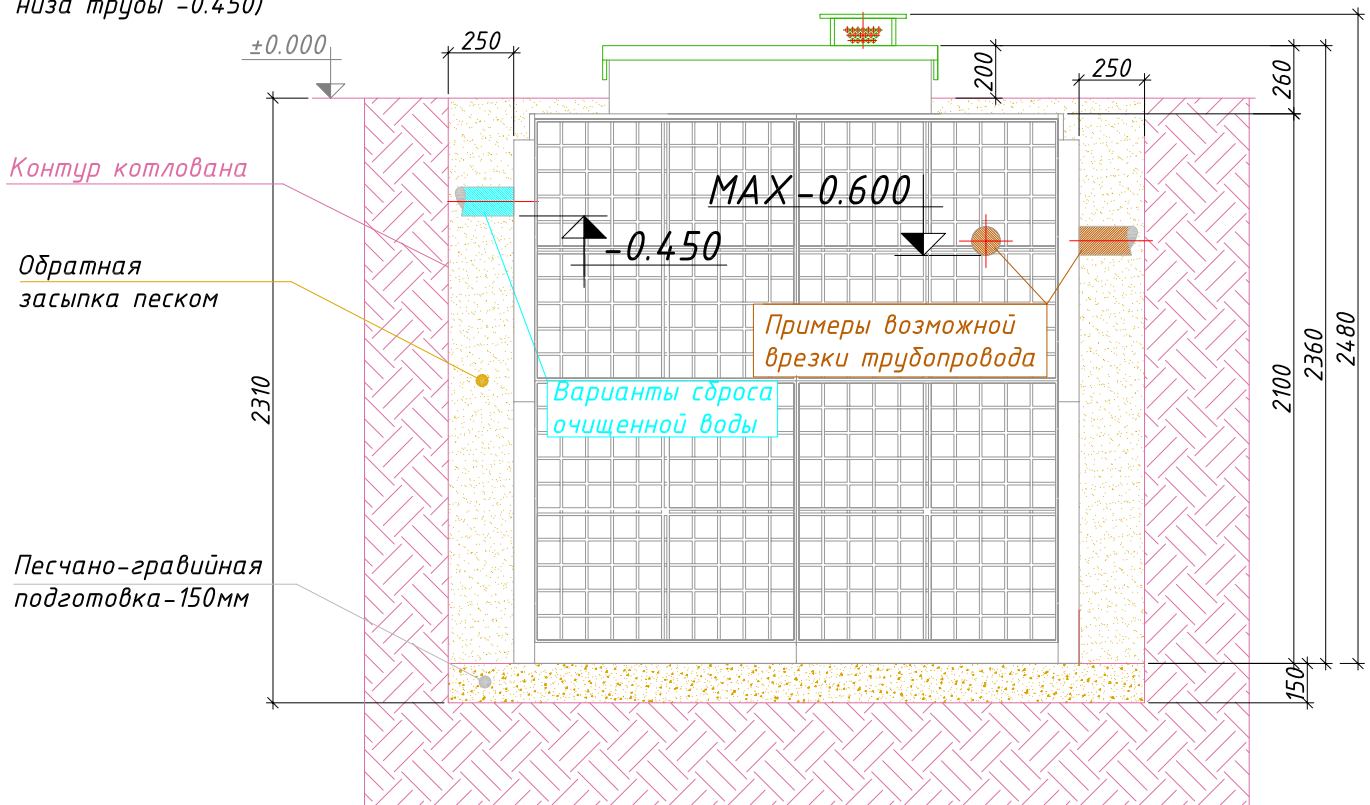 низа трубы -0.450)
±0.000
250
200
250
260
2480
Контур котлована
MAX-0.600
-0.450
Обратная
засыпка песком
Примеры возможной
врезки трубопровода
2360
2100
2310
Варианты сброса
очищенной воды
Песчано-гравийная
подготовка-150мм
150